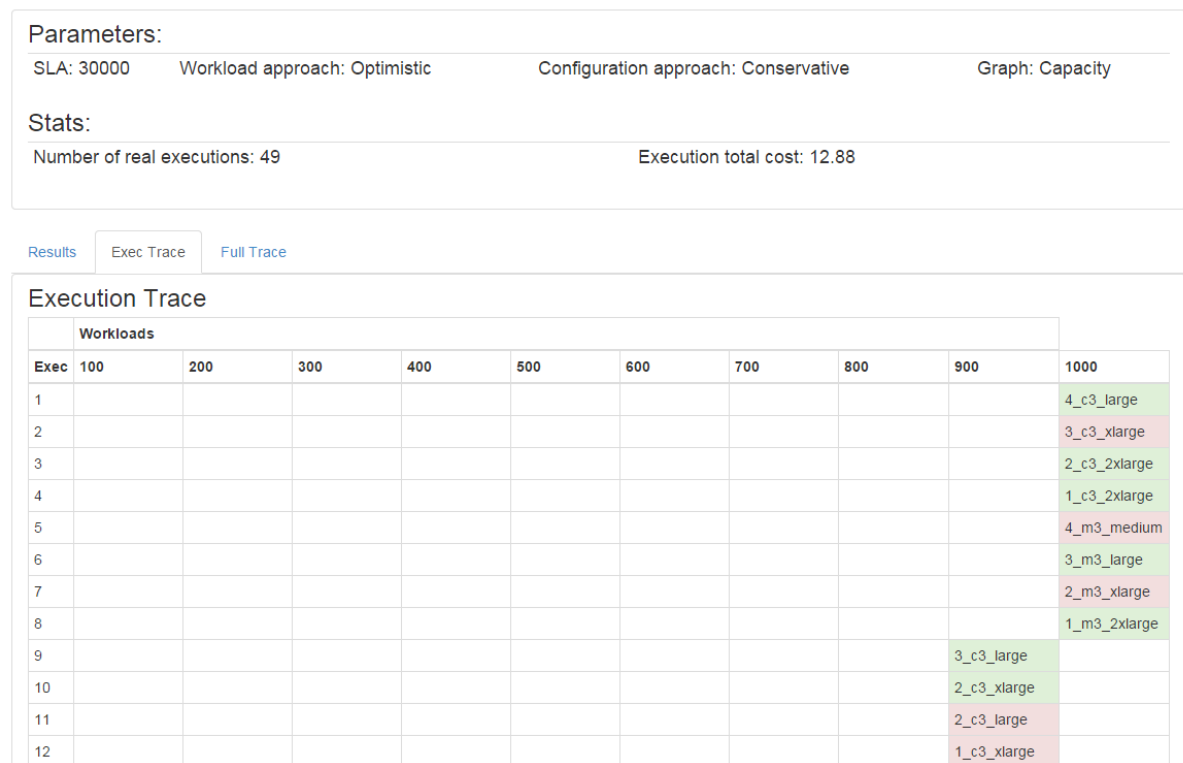 Parameters:
SLA: 30000 Workload approach: Optimistic Configuration approach: Conservative Graph: Capacity
Stats:
Number of real executions: 49 Execution total cost: 12.88
Results Exec Trace Full Trace
Execution Trace
Workloads
Exec 100 200 300 400 500 600 700 800 900 1000
1 4_c3_large
2 3_c3_xlarge
3 2_c3_2xlarge
4 1_c3_2xlarge
5 4_m3_medium
6 3_m3_large
7 2_m3_xlarge
8 1_m3_2xlarge
9 3_c3_large
10 2_c3_xlarge
11 2_c3_large
12 1_c3_xlarge